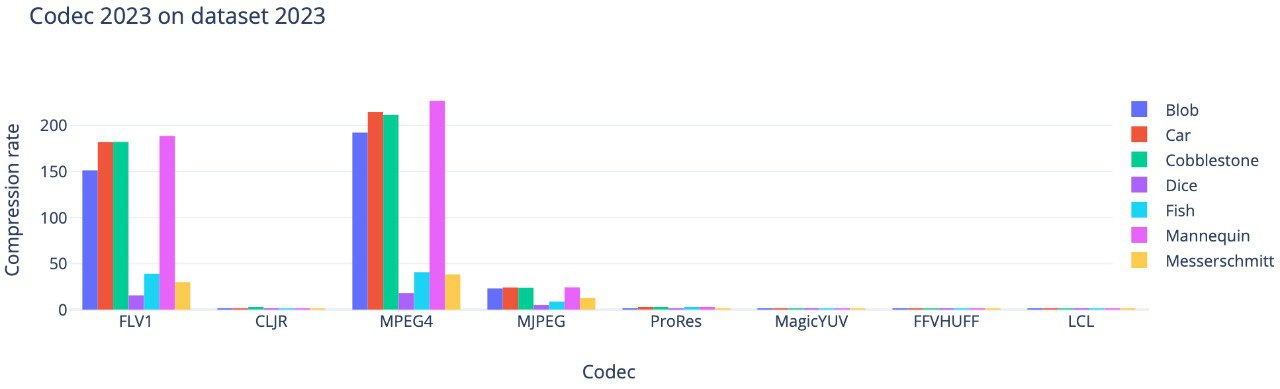 Codec 2023 on dataset 2023
Compression rate
200
150
100
50
0
FLV1 CLJR MPEG4 MJPEG ProRes MagicYUV FFVHUFF LCL
Codec
Blob
Car
Cobblestone
Dice
Fish
Mannequin
Messerschmitt